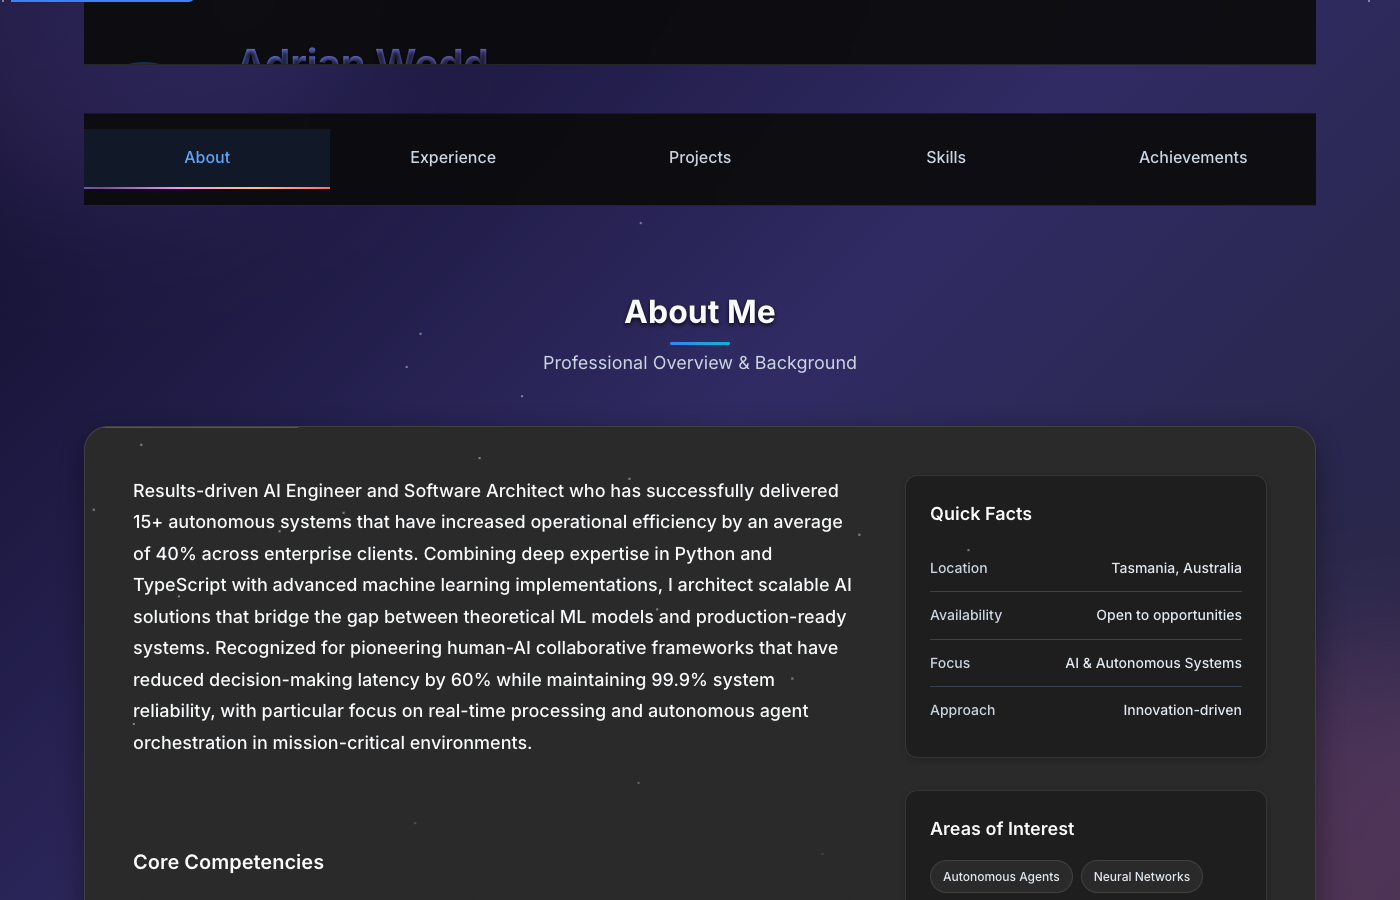 Adrian Wedd
About
Experience
Projects
Skills
Achievements
About Me
Professional Overview & Background
Results-driven AI Engineer and Software Architect who has successfully delivered
15+ autonomous systems that have increased operational efficiency by an average
of 40% across enterprise clients. Combining deep expertise in Python and
TypeScript with advanced machine learning implementations, I architect scalable AI
solutions that bridge the gap between theoretical ML models and production-ready
systems. Recognized for pioneering human-AI collaborative frameworks that have
reduced decision-making latency by 60% while maintaining 99.9% system
reliability, with particular focus on real-time processing and autonomous agent
orchestration in mission-critical environments.
Core Competencies
Quick Facts
Location Tasmania, Australia
Availability Open to opportunities
Focus AI & Autonomous Systems
Approach Innovation-driven
Areas of Interest
Autonomous Agents
Neural Networks